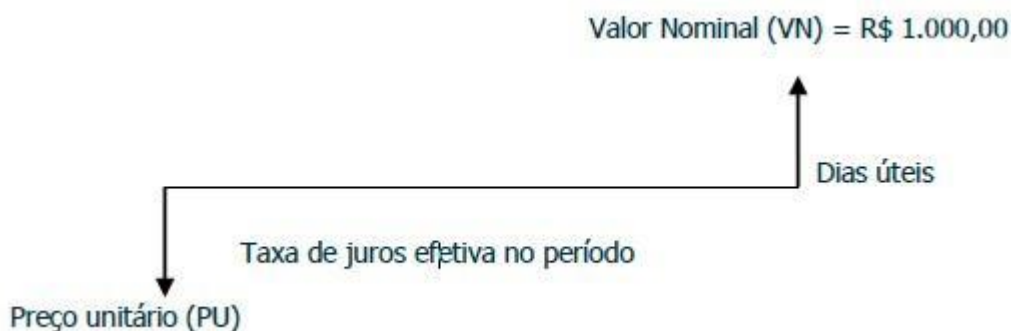 Valor Nominal (VN) = R$ 1.000,00
Dias úteis
Taxa de juros efetiva no período
Preço unitário (PU)